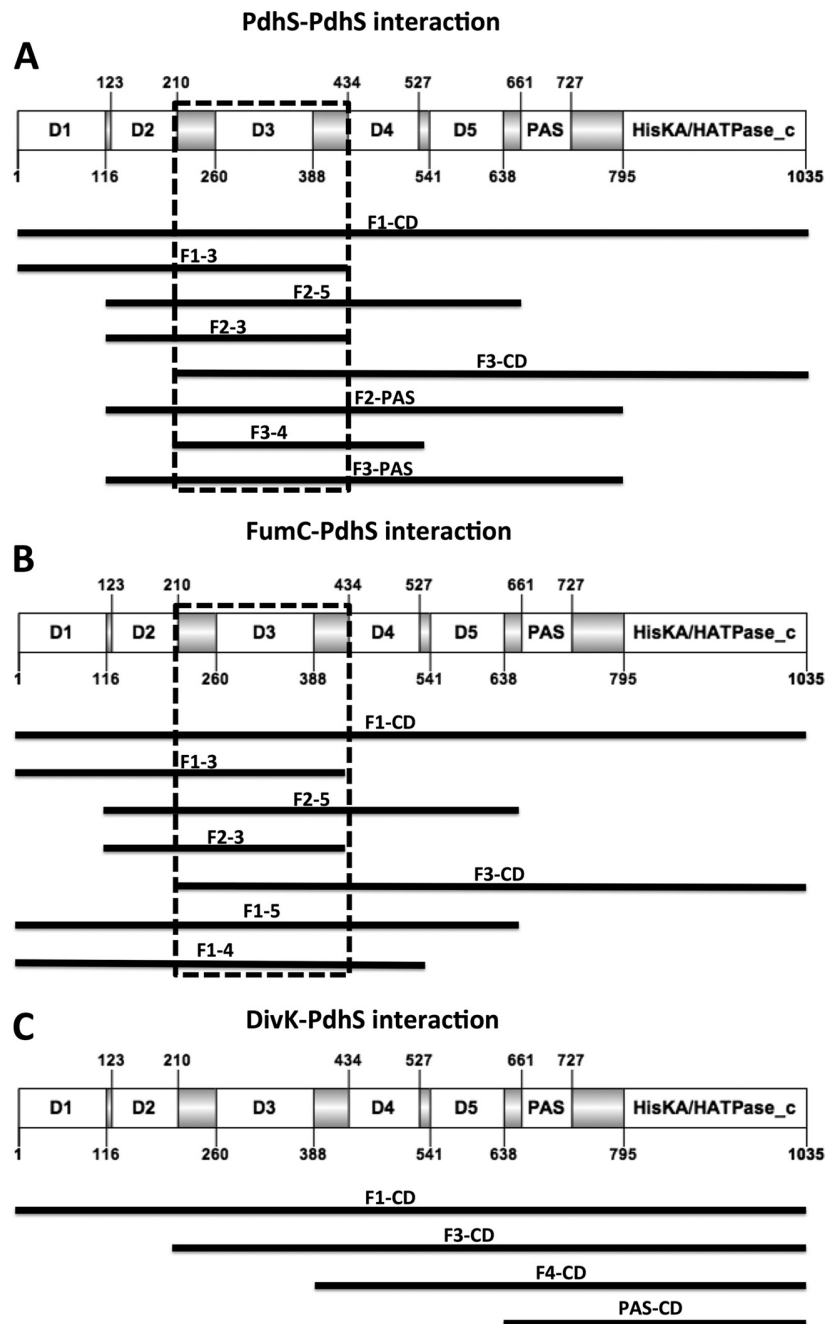 PdhS-PdhS interaction
A
123 210 434 527 661 727
D1 D2 D3 D4 D5 PAS HisKA/HATPase_c
1 116 260 388 541 638 795 1035
F1-CD
F1-3
F2-5
F2-3
F3-CD
F2-PAS
F3-4
F3-PAS
FumC-PdhS interaction
B
123 210 434 527 661 727
D1 D2 D3 D4 D5 PAS HisKA/HATPase_c
1 116 260 388 541 638 795 1035
F1-CD
F1-3
F2-5
F2-3
F3-CD
F1-5
F1-4
C
DivK-PdhS interaction
123 210 434 527 661 727
D1 D2 D3 D4 D5 PAS HisKA/HATPase_c
1 116 260 388 541 638 795 1035
F1-CD
F3-CD
F4-CD
PAS-CD